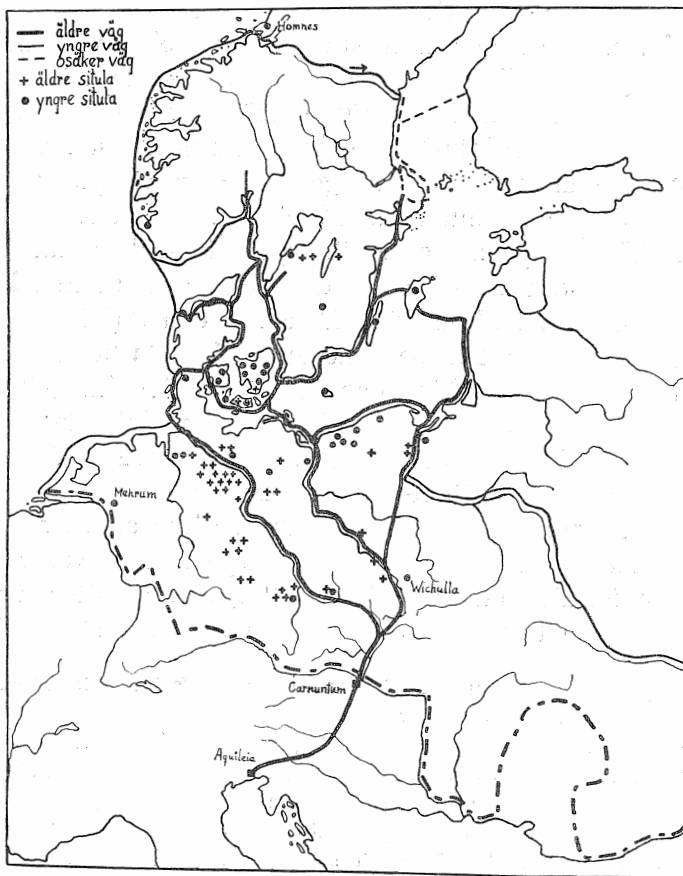 äldre väg
yngre väg
osäker väg
äldre situla
yngre situla
Homnes
Mehrum
Wichulla
Carnuntum
Aquileia